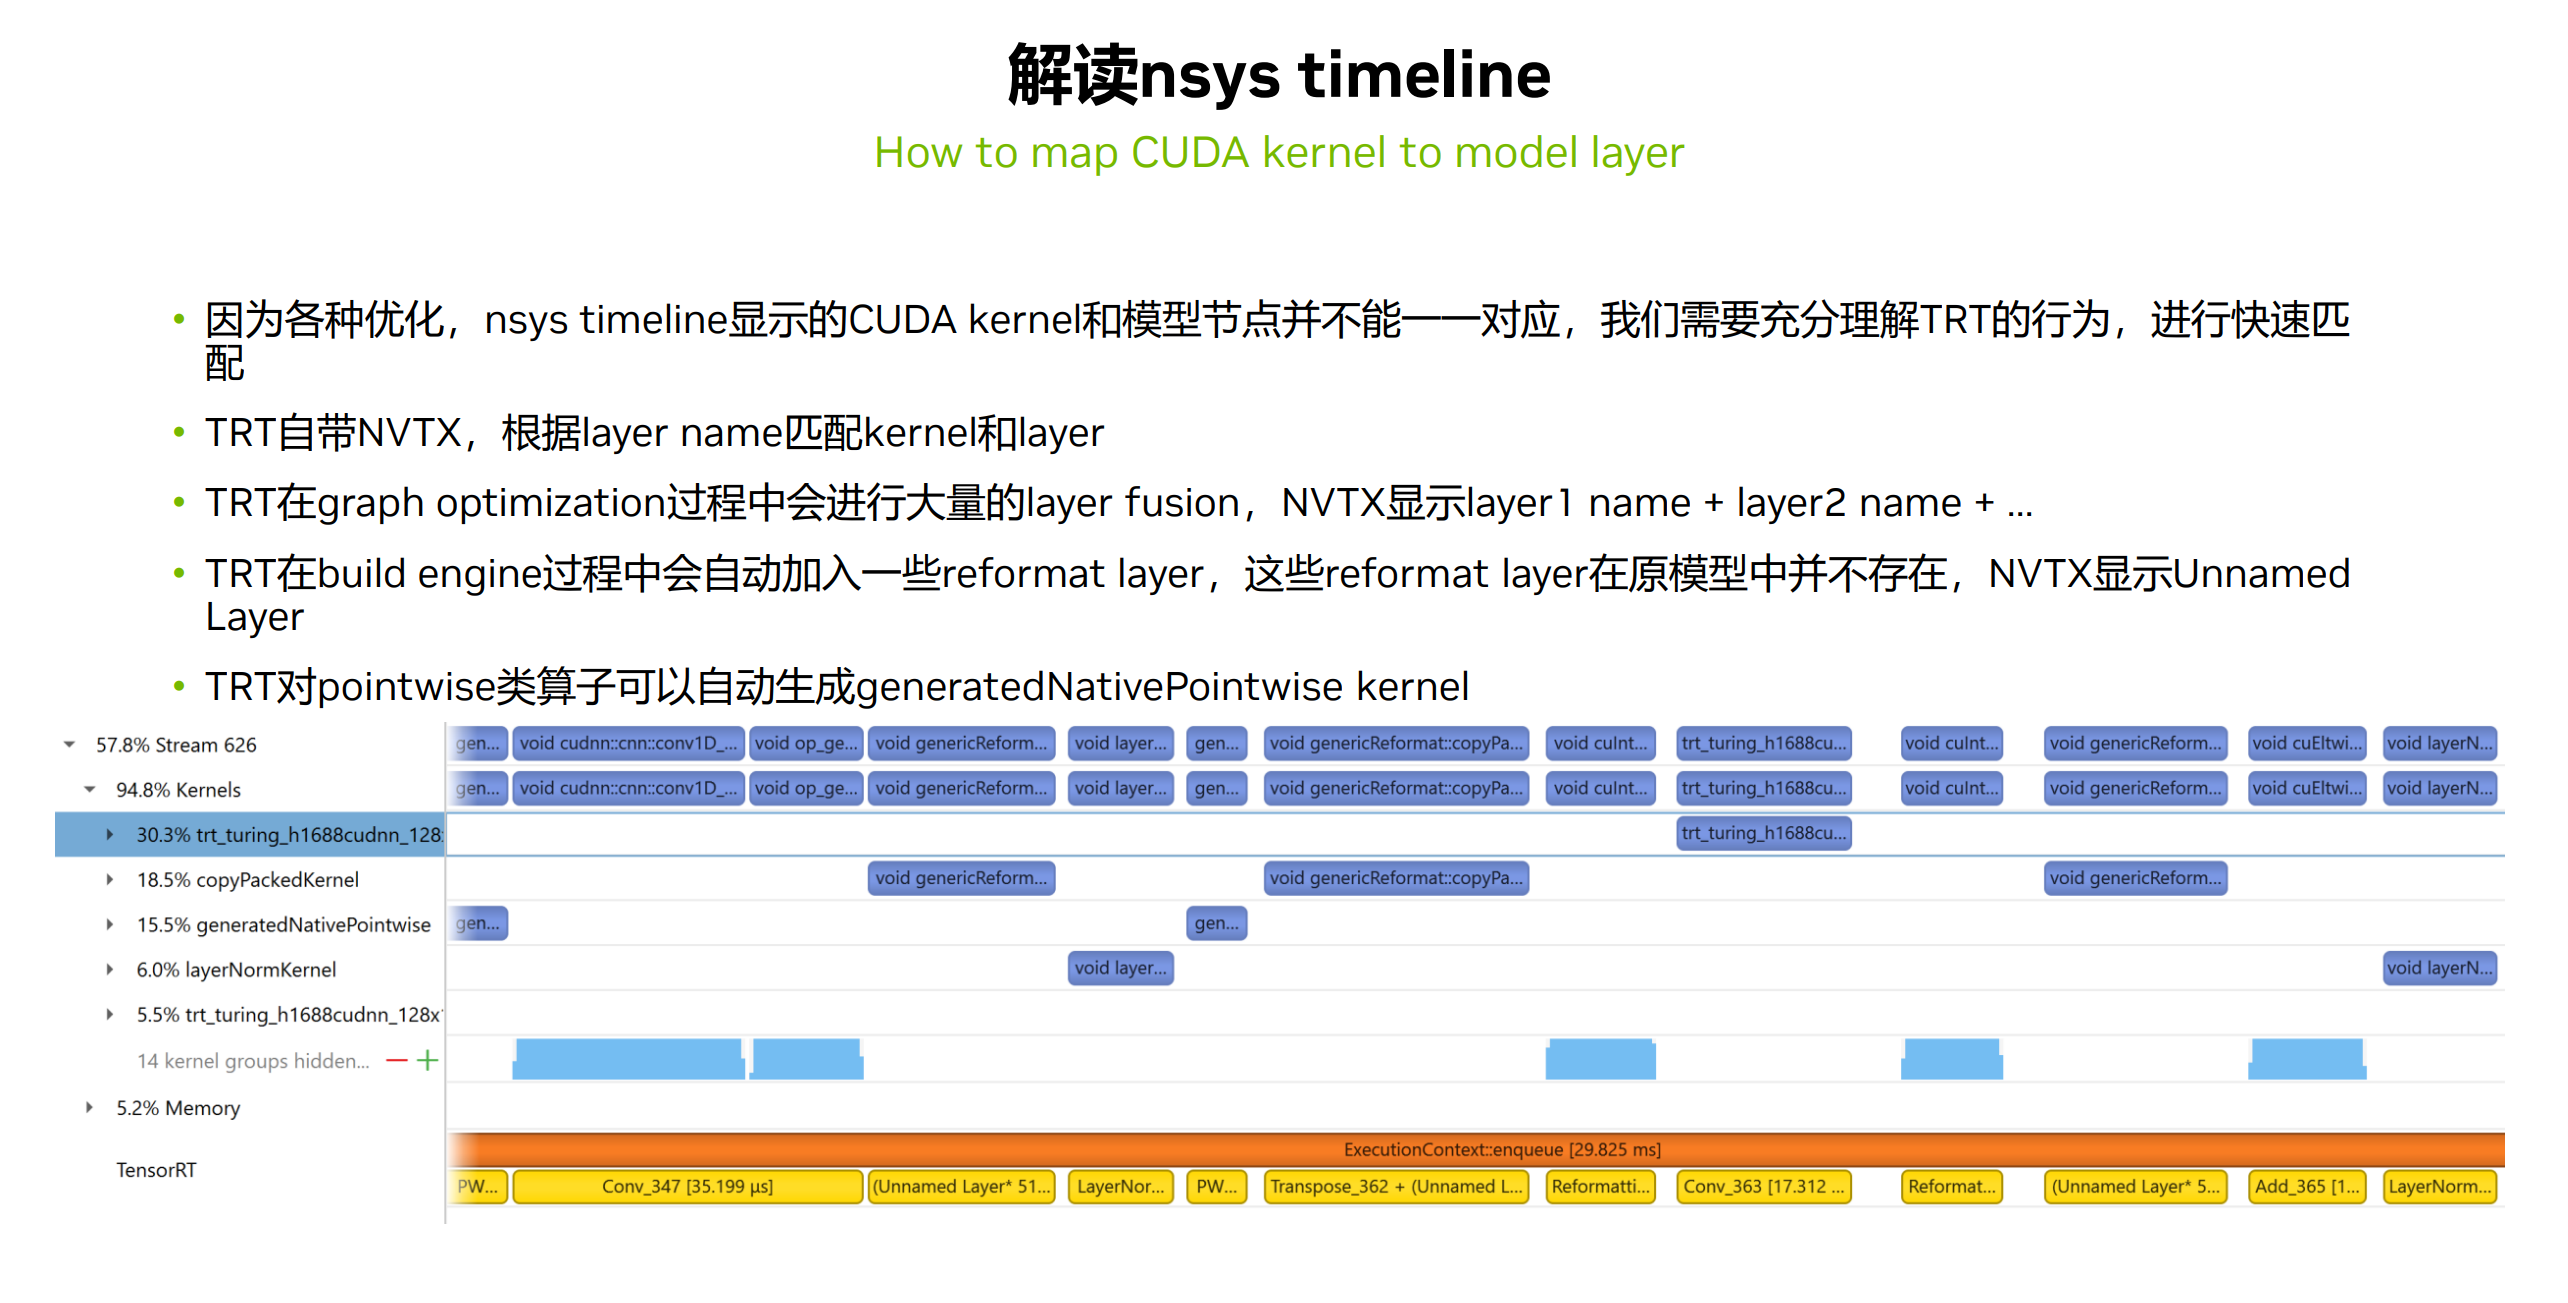 解读nsys timeline
How to map CUDA kernel to model layer
• 因为各种优化，nsys timeline显示的CUDA kernel和模型节点并不能一一对应，我们需要充分理解TRT的行为，进行快速匹
配
• TRT自带NVTX，根据layer name匹配kernel和layer
• TRT在graph optimization过程中会进行大量的layer fusion，NVTX显示layer1 name + layer2 name + ...
• TRT在build engine过程中会自动加入一些reformat layer，这些reformat layer在原模型中并不存在，NVTX显示Unnamed
Layer
• TRT对pointwise类算子可以自动生成generatedNativePointwise kernel
57.8% Stream 626 gen... void cudnn::cnn::conv1D_... void op_ge... void genericReform... void layer... gen... void genericReformat::copyPa... void cuInt... trt_turing_h1688cu... void cuInt... void genericReform... void cuEltwi... void layerN...
94.8% Kernels gen... void cudnn::cnn::conv1D_... void op_ge... void genericReform... void layer... gen... void genericReformat::copyPa... void cuInt... trt_turing_h1688cu... void cuInt... void genericReform... void cuEltwi... void layerN...
30.3% trt_turing_h1688cudnn_128 trt_turing_h1688cu...
18.5% copyPackedKernel void genericReform... void genericReformat::copyPa... void genericReform...
15.5% generatedNativePointwise gen... gen...
6.0% layerNormKernel void layer... void layerN...
5.5% trt_turing_h1688cudnn_128x
14 kernel groups hidden... − +
5.2% Memory
ExecutionContext::enqueue [29.825 ms]
TensorRT
PW... Conv_347 [35.199 μs] (Unnamed Layer* 51... LayerNor... PW... Transpose_362 + (Unnamed L... Reformatti... Conv_363 [17.312 ... Reformat... (Unnamed Layer* 5... Add_365 [1... LayerNorm...